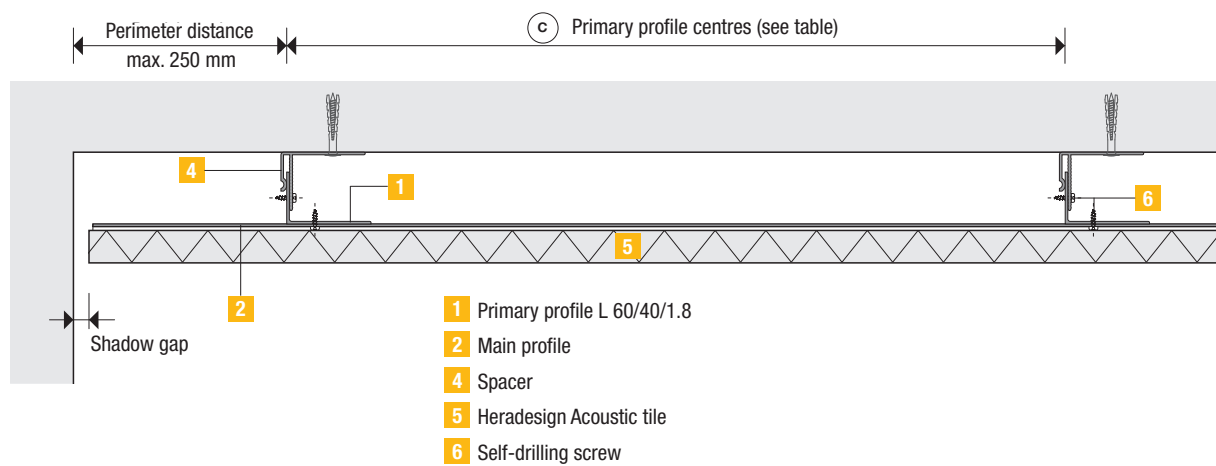 Perimeter distance
max. 250 mm
C Primary profile centres (see table)
4
1
6
5
2
Shadow gap
1 Primary profile L 60/40/1.8
2 Main profile
4 Spacer
5 Heradesign Acoustic tile
6 Self-drilling screw